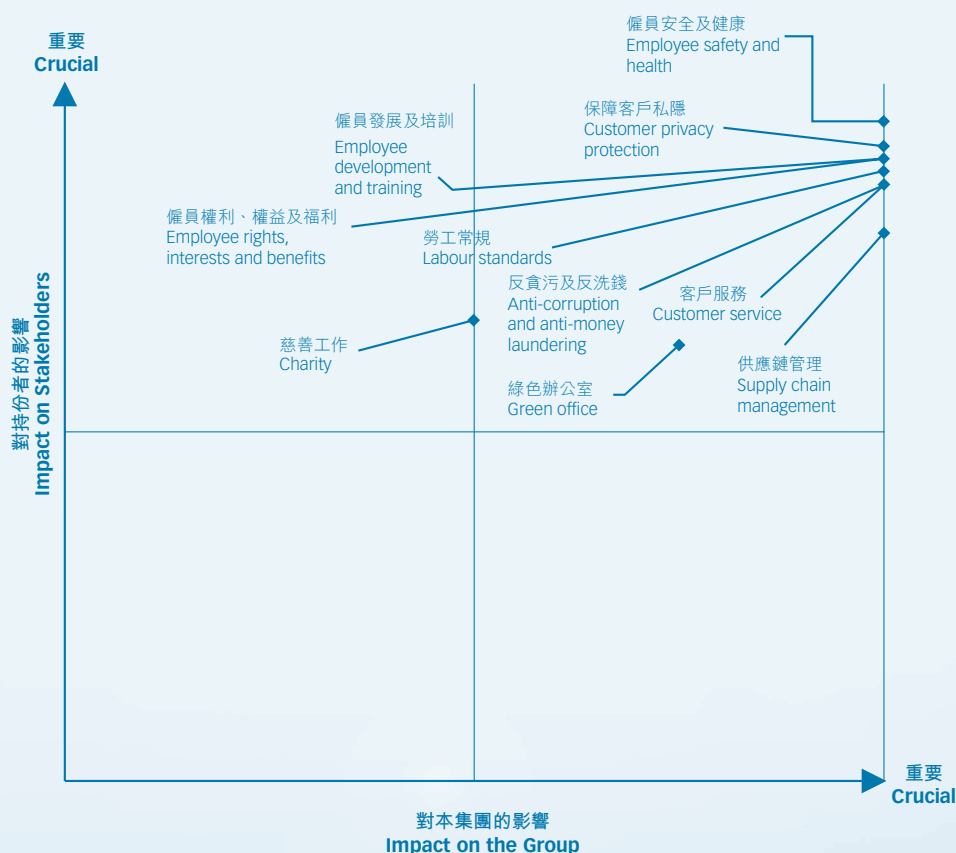 重要
Crucial
僱員安全及健康
Employee safety and
health
保障客戶私隱
Customer privacy
protection
僱員發展及培訓
Employee
development
and training
僱員權利、權益及福利
Employee rights,
interests and benefits
勞工常規
Labour standards
反貪污及反洗錢
Anti-corruption
and anti-money
laundering
客戶服務
Customer service
慈善工作
Charity
供應鏈管理
Supply chain
management
綠色辦公室
Green office
對持份者的影響
Impact on Stakeholders
重要
Crucial
對本集團的影響
Impact on the Group